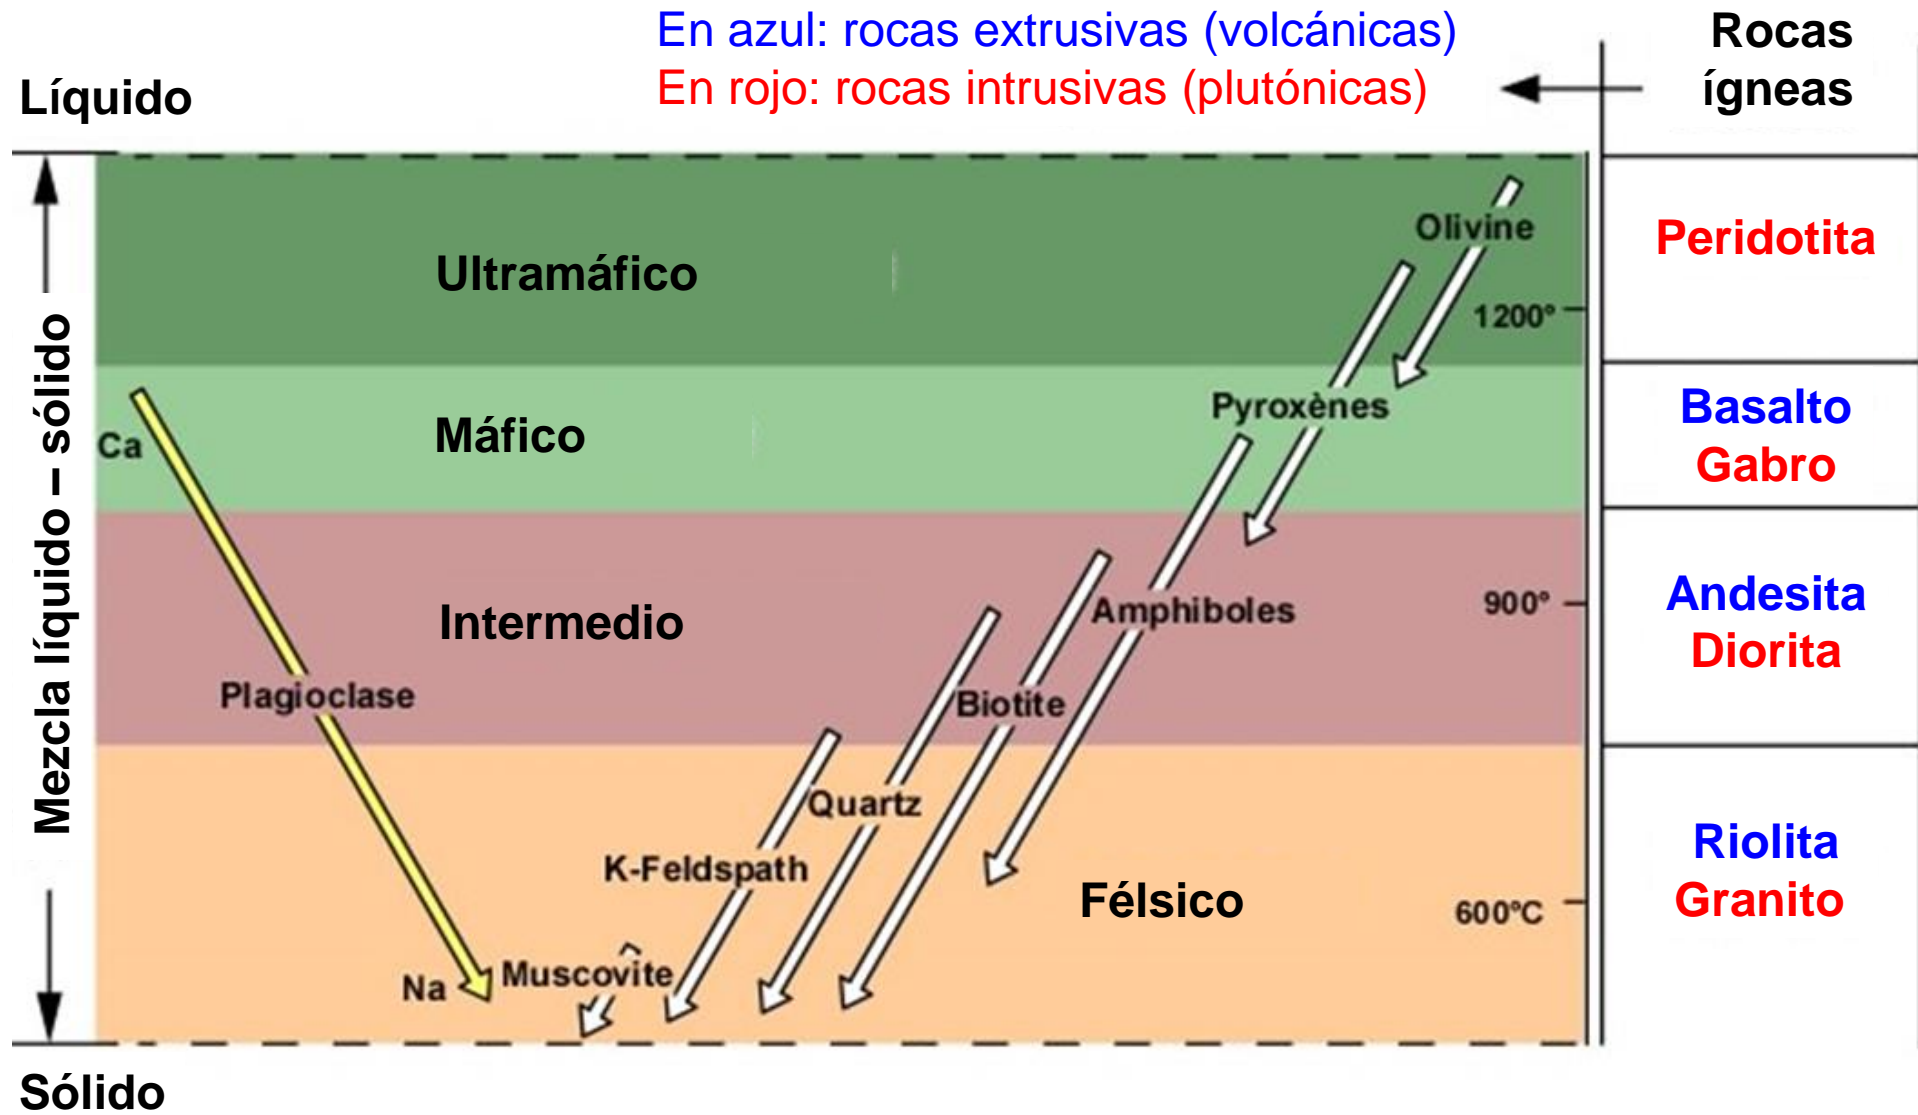 En azul: rocas extrusivas (volcánicas)
En rojo: rocas intrusivas (plutónicas)
Rocas
ígneas
Líquido
Mezcla líquido – sólido
Ultramáfico
Olivine
1200°
Peridotita
Ca
Máfico
Pyroxènes
Basalto
Gabro
Intermedio
Amphiboles
900°
Andesita
Diorita
Plagioclase
Biotite
Quartz
K-Feldspath
Félsico
600°C
Riolita
Granito
Na
Muscovite
Sólido